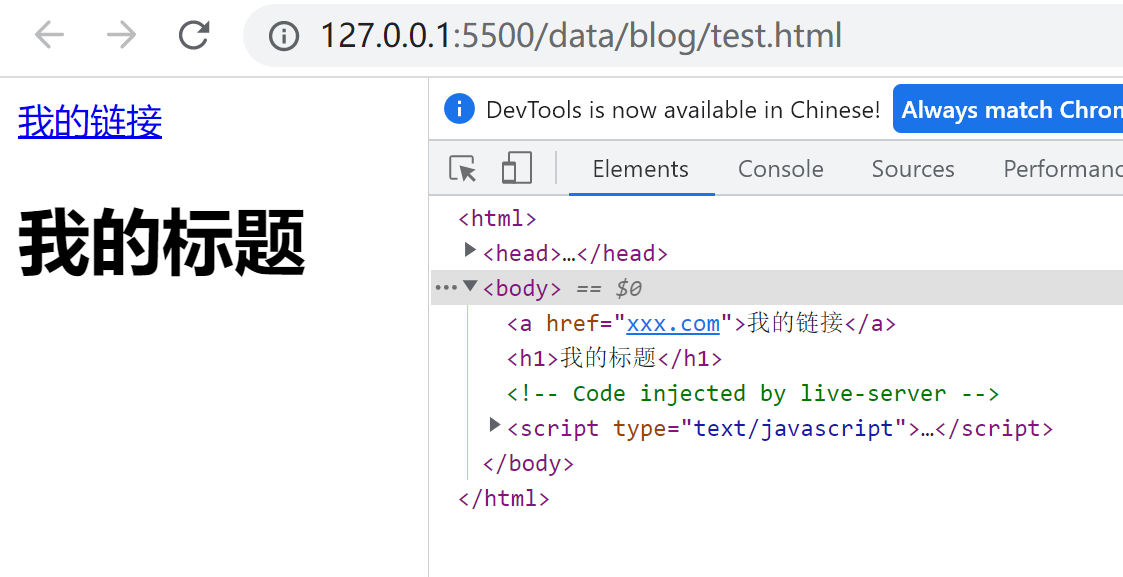 127.0.0.1:5500/data/blog/test.html
我的链接
我的标题
DevTools is now available in Chinese! Always match Chron
Elements Console Sources Performanc
<html>
<head>…</head>
<body> == $0
<a href="xxx.com">我的链接</a>
<h1>我的标题</h1>
<!-- Code injected by live-server -->
<script type="text/javascript">…</script>
</body>
</html>